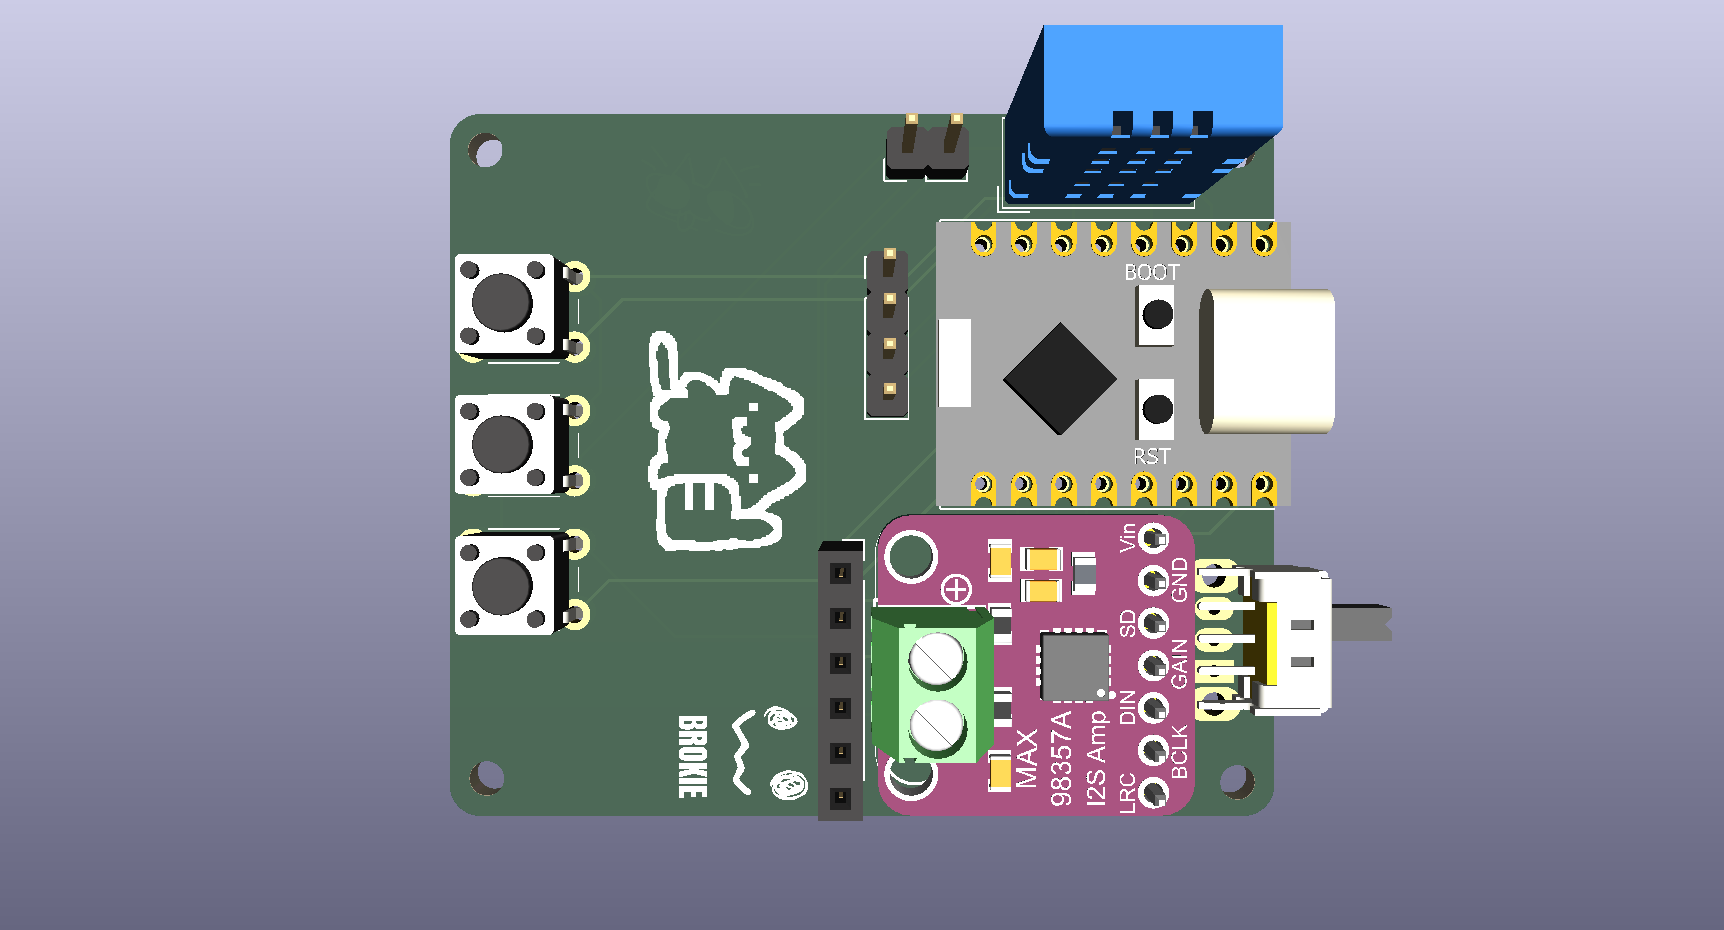 BOOT
RST
Vin
GND
SD
GAIN
DIN
BCLK
LRC
MAX
98357A
I2S Amp
BROKIE